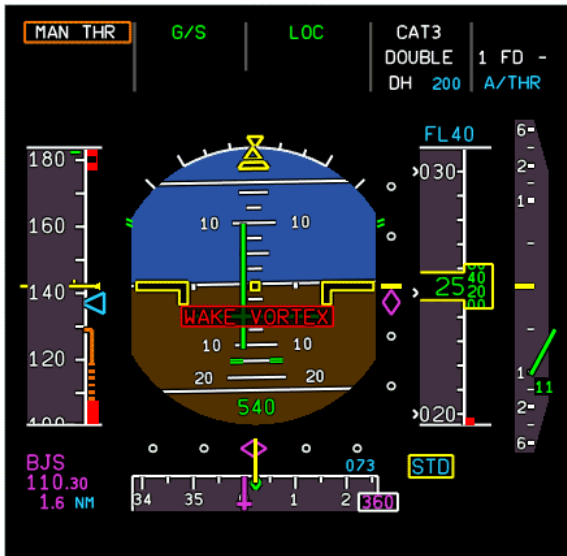 MAN THR G/S LOC CAT3
DOUBLE 1 FD -
DH 200 A/THR
FL40
180
160
140
120
100
10 10
WAKE VORTEX
10 10
20 20
540
030
25
40
20
00
020
6
2
1
1
11
2
6
BJS
110.30
1.6 NM
073
STD
34 35 1 2 360